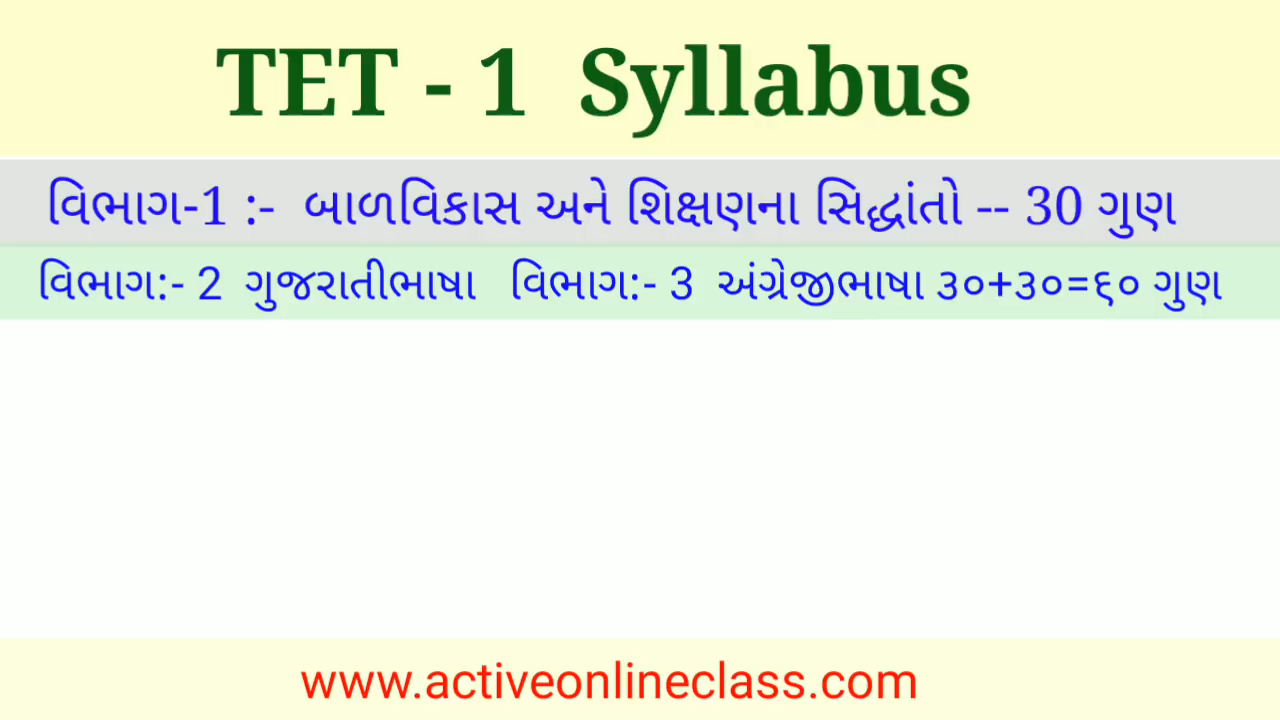 TET - 1 Syllabus
વિભાગ-1 :- બાળવિકાસ અને શિક્ષણના સિદ્ધાંતો -- 30 ગુણ
વિભાગ:- 2 ગુજરાતીભાષા વિભાગ:- 3 અંગ્રેજીભાષા ૩૦+૩૦=૬૦ ગુણ
www.activeonlineclass.com